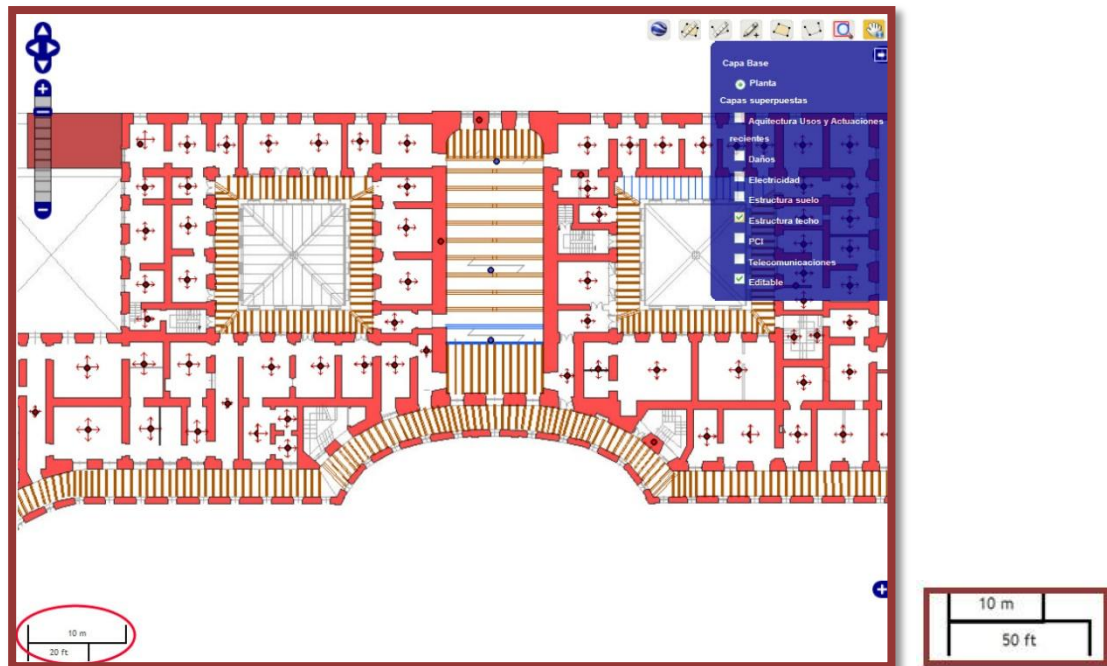 Capa Base
Planta
Capas superpuestas
Aquitectura Usos y Actuaciones
recientes
Daños
Electricidad
Estructura suelo
Estructura techo
PCI
Telecomunicaciones
Editable
10 m
20 ft
10 m
50 ft